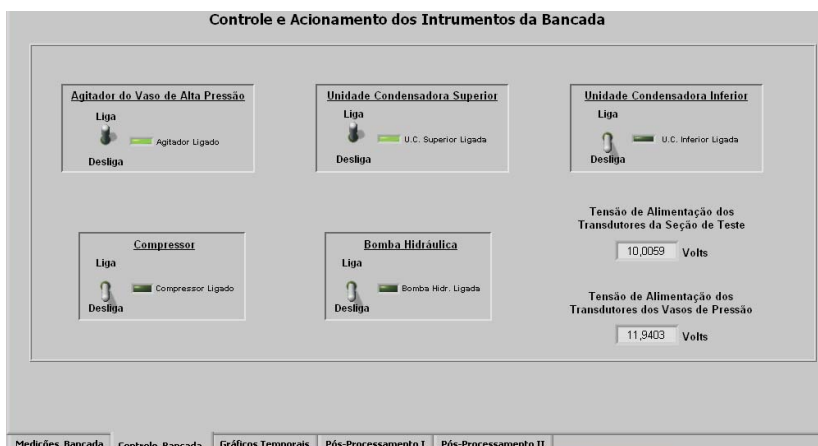 Controle e Acionamento dos Intrumentos da Bancada
Agitador do Vaso de Alta Pressão
Liga
Agitador Ligado
Desliga
Unidade Condensadora Superior
Liga
U.C. Superior Ligada
Desliga
Unidade Condensadora Inferior
Liga
U.C. Inferior Ligada
Desliga
Compressor
Liga
Compressor Ligado
Desliga
Bomba Hidráulica
Liga
Bomba Hidr. Ligada
Desliga
Tensão de Alimentação dos
Transdutores da Seção de Teste
10,0059 Volts
Tensão de Alimentação dos
Transdutores dos Vasos de Pressão
11,9403 Volts
Medições Bancada Controle Bancada Gráficos Temporais Pós-Processamento I Pós-Processamento II